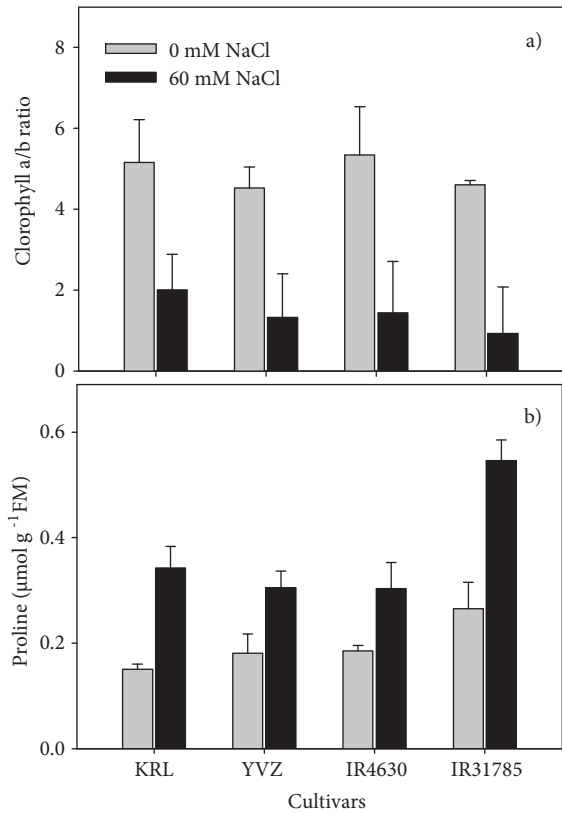 a)
0 mM NaCl
60 mM NaCl
Clorophyll a/b ratio
8
6
4
2
0
b)
Proline (μmol g -1 FM)
0.6
0.4
0.2
0.0
KRL YVZ IR4630 IR31785
Cultivars